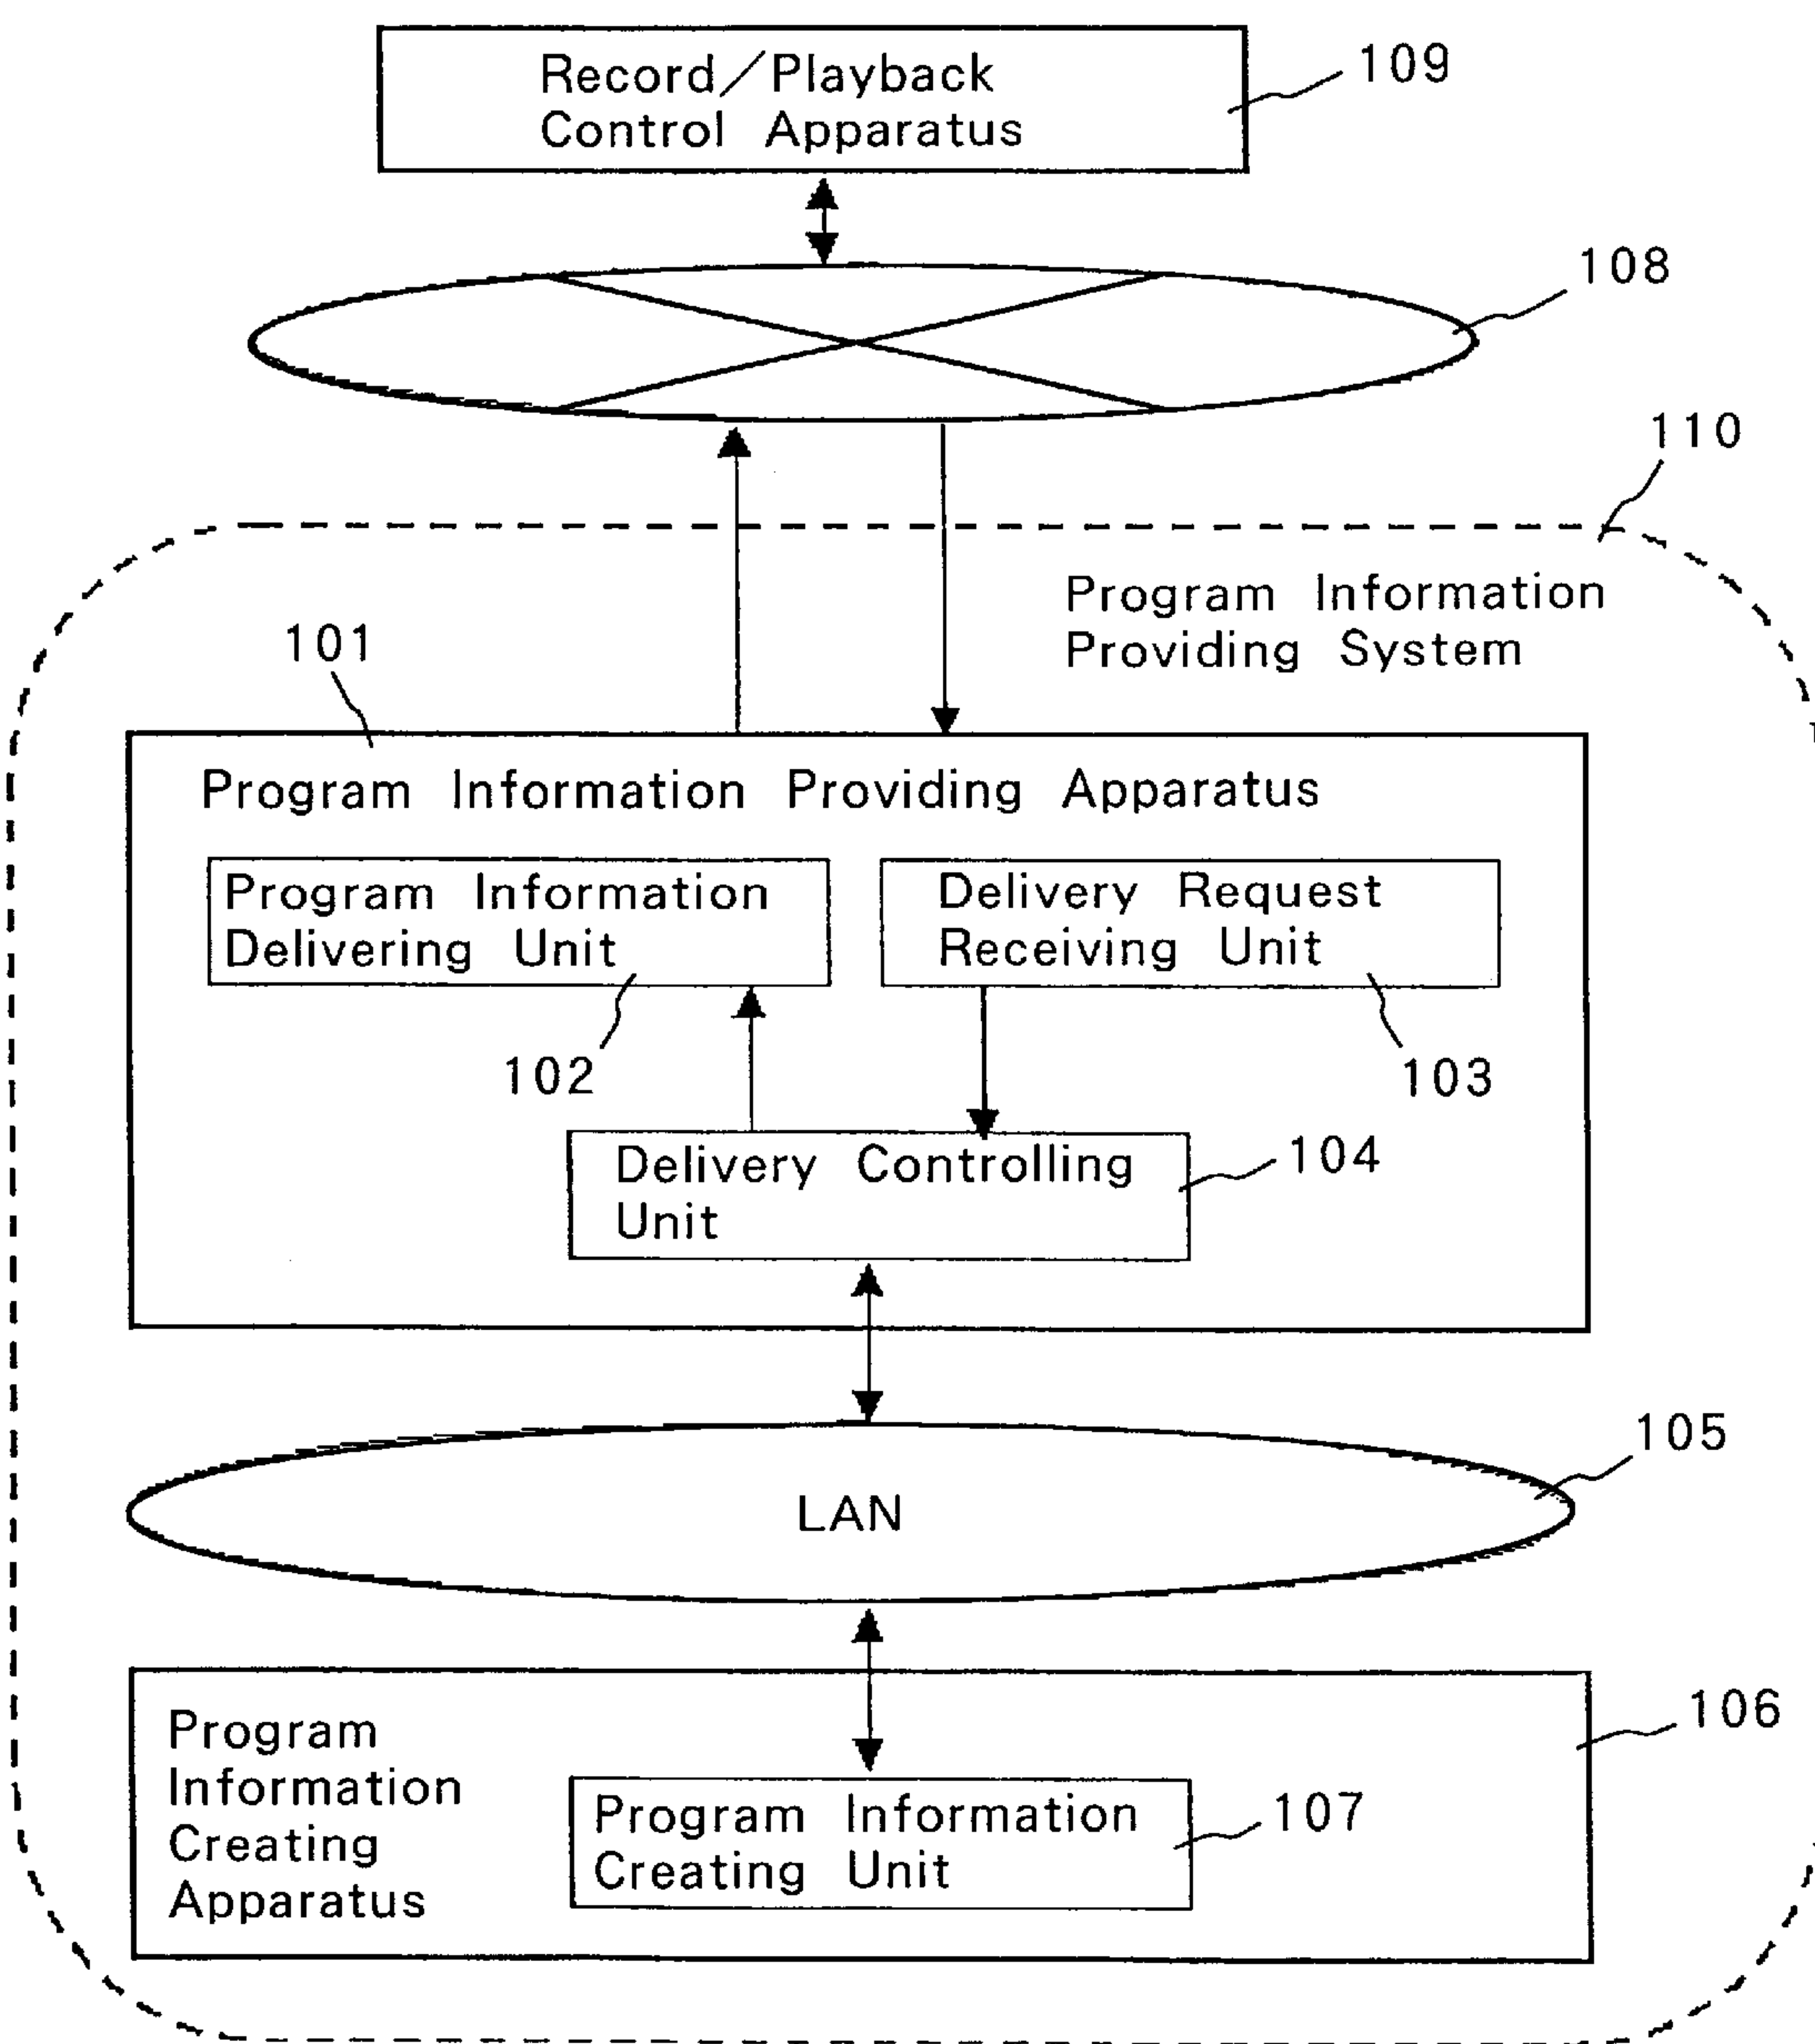 Record/Playback
Control Apparatus
109
108
110
Program Information
Providing System
101
Program Information Providing Apparatus
Program Information
Delivering Unit
Delivery Request
Receiving Unit
102
103
Delivery Controlling
Unit
104
105
LAN
106
Program
Information
Creating
Apparatus
Program Information
Creating Unit
107